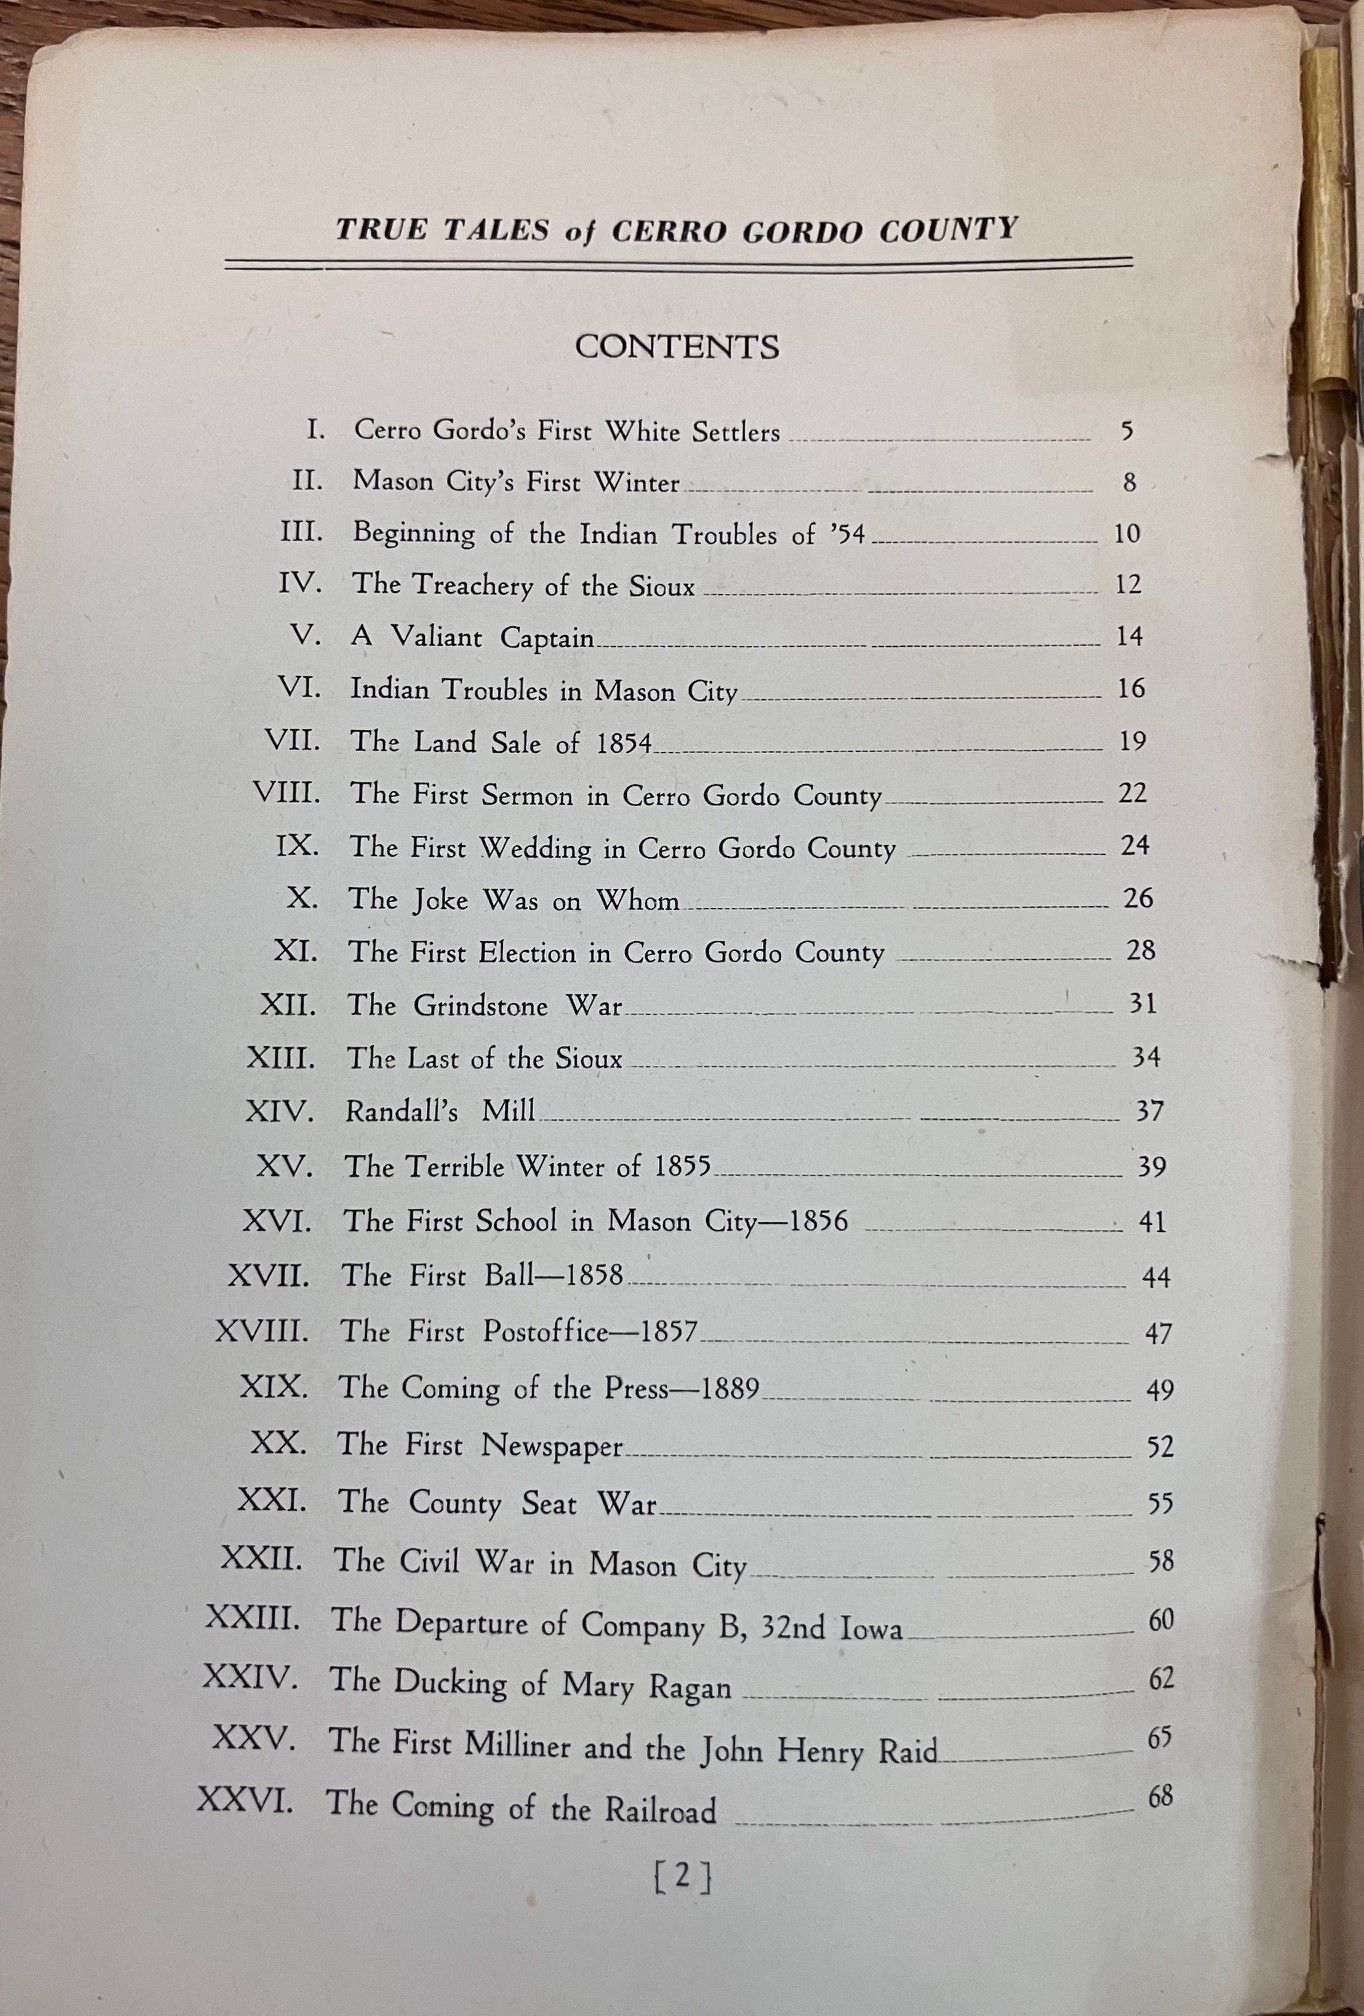 TRUE TALES of CERRO GORDO COUNTY
CONTENTS
I. Cerro Gordo's First White Settlers 5
II. Mason City's First Winter 8
III. Beginning of the Indian Troubles of '54 10
IV. The Treachery of the Sioux 12
V. A Valiant Captain 14
VI. Indian Troubles in Mason City 16
VII. The Land Sale of 1854 19
VIII. The First Sermon in Cerro Gordo County 22
IX. The First Wedding in Cerro Gordo County 24
X. The Joke Was on Whom 26
XI. The First Election in Cerro Gordo County 28
XII. The Grindstone War 31
XIII. The Last of the Sioux 34
XIV. Randall's Mill 37
XV. The Terrible Winter of 1855 39
XVI. The First School in Mason City—1856 41
XVII. The First Ball—1858 44
XVIII. The First Postoffice—1857 47
XIX. The Coming of the Press—1889 49
XX. The First Newspaper 52
XXI. The County Seat War 55
XXII. The Civil War in Mason City 58
XXIII. The Departure of Company B, 32nd Iowa 60
XXIV. The Ducking of Mary Ragan 62
XXV. The First Milliner and the John Henry Raid 65
XXVI. The Coming of the Railroad 68
[ 2 ]